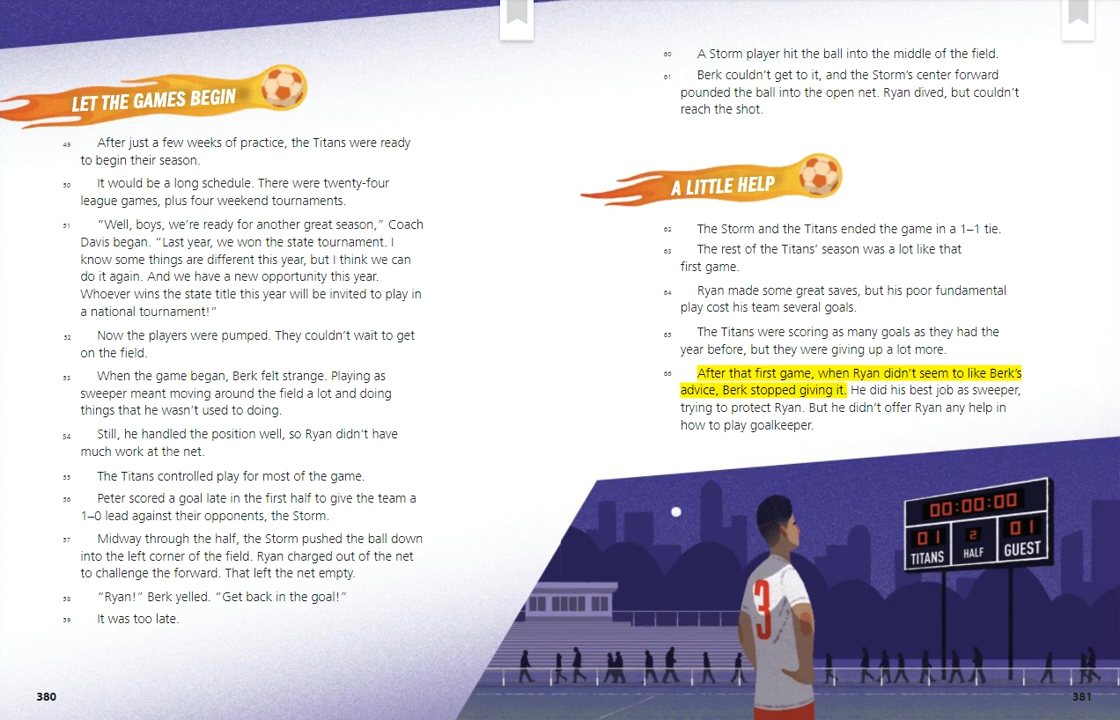 LET THE GAMES BEGIN
49 After just a few weeks of practice, the Titans were ready
to begin their season.
50 It would be a long schedule. There were twenty-four
league games, plus four weekend tournaments.
51 “Well, boys, we’re ready for another great season,” Coach
Davis began. “Last year, we won the state tournament. I
know some things are different this year, but I think we can
do it again. And we have a new opportunity this year.
Whoever wins the state title this year will be invited to play in
a national tournament!”
52 Now the players were pumped. They couldn’t wait to get
on the field.
53 When the game began, Berk felt strange. Playing as
sweeper meant moving around the field a lot and doing
things that he wasn’t used to doing.
54 Still, he handled the position well, so Ryan didn’t have
much work at the net.
55 The Titans controlled play for most of the game.
56 Peter scored a goal late in the first half to give the team a
1–0 lead against their opponents, the Storm.
57 Midway through the half, the Storm pushed the ball down
into the left corner of the field. Ryan charged out of the net
to challenge the forward. That left the net empty.
58 “Ryan!” Berk yelled. “Get back in the goal!”
59 It was too late.
380
60 A Storm player hit the ball into the middle of the field.
61 Berk couldn’t get to it, and the Storm’s center forward
pounded the ball into the open net. Ryan dived, but couldn’t
reach the shot.
A LITTLE HELP
62 The Storm and the Titans ended the game in a 1–1 tie.
63 The rest of the Titans’ season was a lot like that
first game.
64 Ryan made some great saves, but his poor fundamental
play cost his team several goals.
65 The Titans were scoring as many goals as they had the
year before, but they were giving up a lot more.
66 After that first game, when Ryan didn’t seem to like Berk’s
advice, Berk stopped giving it. He did his best job as sweeper,
trying to protect Ryan. But he didn’t offer Ryan any help in
how to play goalkeeper.
00:00:00
01 2 01
TITANS HALF GUEST
3
381